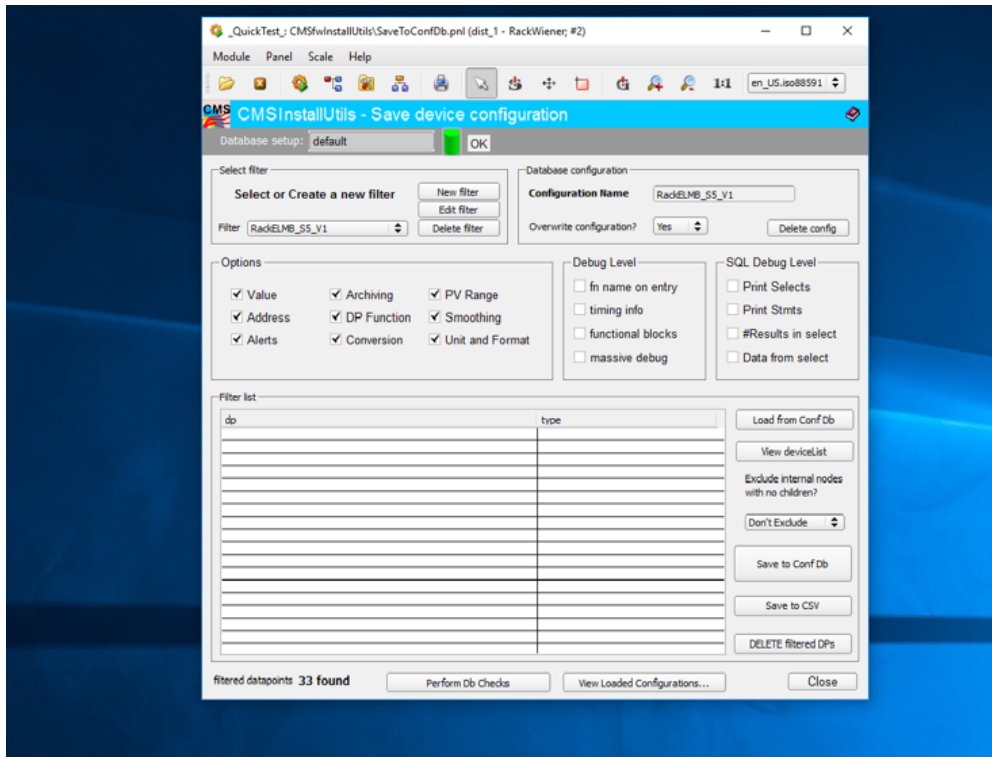 _QuickTest_: CMSfwInstallUtils\SaveToConfDb.pnl (dist_1 - RackWiener; #2)
Module Panel Scale Help
1:1 en_US.iso88591
CMS CMSInstallUtils - Save device configuration
Database setup: default OK
Select filter
Select or Create a new filter
New filter
Edit filter
Filter RackELMB_S5_V1 Delete filter
Database configuration
Configuration Name RackELMB_S5_V1
Overwrite configuration? Yes Delete config
Options
Value Archiving PV Range
Address DP Function Smoothing
Alerts Conversion Unit and Format
Debug Level
fn name on entry
timing info
functional blocks
massive debug
SQL Debug Level
Print Selects
Print Stmts
#Results in select
Data from select
Filter list
dp type
Load from Conf Db
View deviceList
Exclude internal nodes
with no children?
Don't Exclude
Save to Conf Db
Save to CSV
DELETE filtered DPs
filtered datapoints 33 found Perform Db Checks View Loaded Configurations... Close